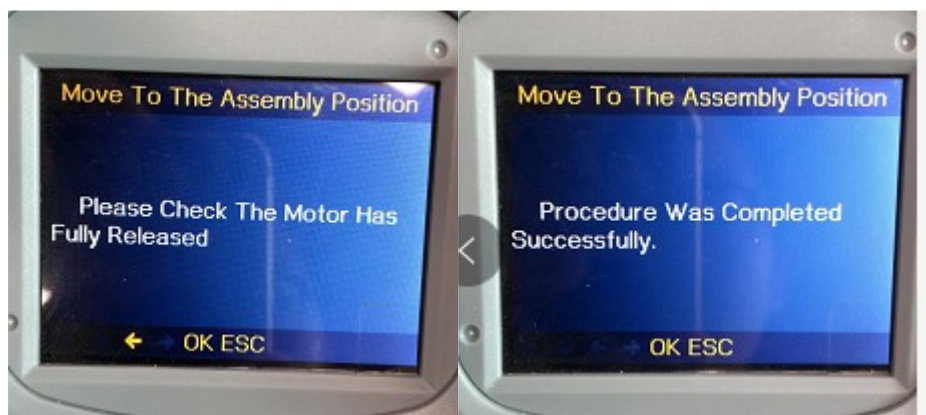 Move To The Assembly Position
Please Check The Motor Has
Fully Released
← OK ESC
Move To The Assembly Position
Procedure Was Completed
Successfully.
OK ESC